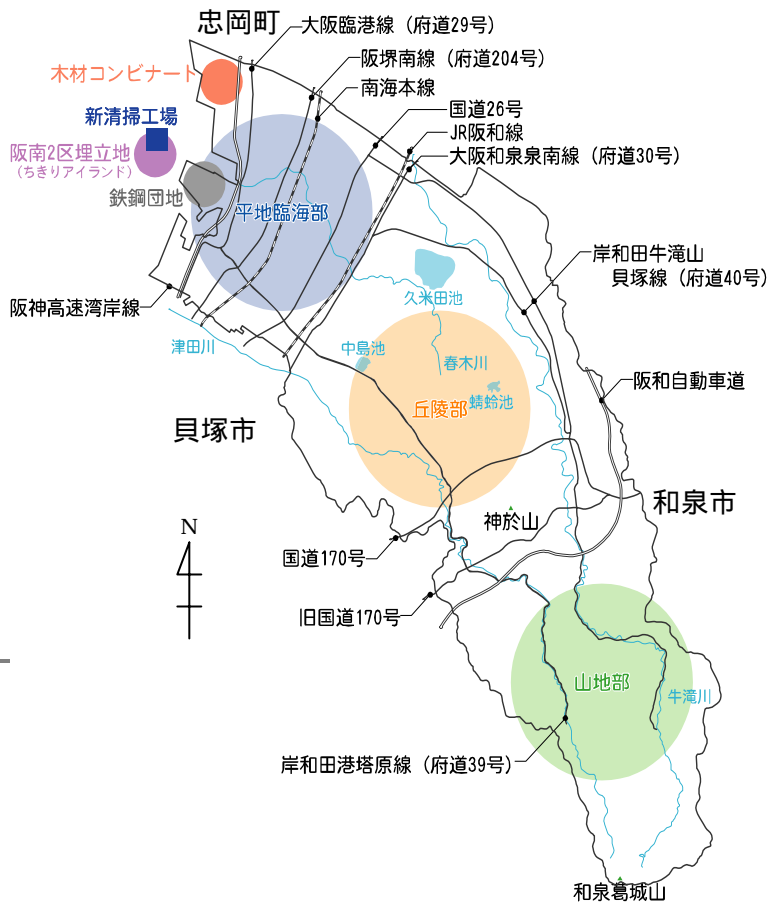 忠岡町
大阪臨港線（府道29号）
阪堺南線（府道204号）
木材コンビナート
南海本線
新清掃工場
国道26号
JR阪和線
阪南2区埋立地
（ちきりアイランド）
大阪和泉泉南線（府道30号）
鉄鋼団地
平地臨海部
岸和田牛滝山
貝塚線（府道40号）
久米田池
阪神高速湾岸線
津田川
中島池
春木川
阪和自動車道
蜻蛉池
丘陵部
貝塚市
和泉市
神於山
N
国道170号
旧国道170号
山地部
牛滝川
岸和田港塔原線（府道39号）
和泉葛城山